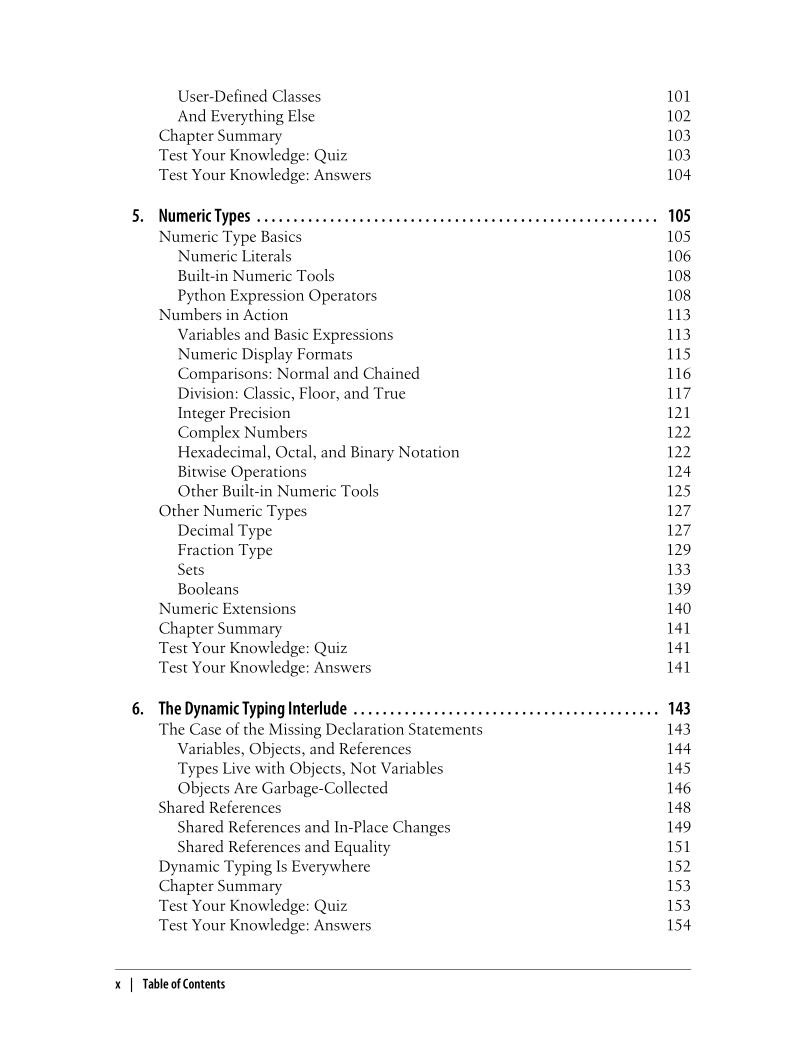 User-Defined Classes 101
And Everything Else 102
Chapter Summary 103
Test Your Knowledge: Quiz 103
Test Your Knowledge: Answers 104
5. Numeric Types . . . . . . . . . . . . . . . . . . . . . . . . . . . . . . . . . . . . . . . . . . . . . . . . . . . . . . . 105
Numeric Type Basics 105
Numeric Literals 106
Built-in Numeric Tools 108
Python Expression Operators 108
Numbers in Action 113
Variables and Basic Expressions 113
Numeric Display Formats 115
Comparisons: Normal and Chained 116
Division: Classic, Floor, and True 117
Integer Precision 121
Complex Numbers 122
Hexadecimal, Octal, and Binary Notation 122
Bitwise Operations 124
Other Built-in Numeric Tools 125
Other Numeric Types 127
Decimal Type 127
Fraction Type 129
Sets 133
Booleans 139
Numeric Extensions 140
Chapter Summary 141
Test Your Knowledge: Quiz 141
Test Your Knowledge: Answers 141
6. The Dynamic Typing Interlude . . . . . . . . . . . . . . . . . . . . . . . . . . . . . . . . . . . . . . . . . . 143
The Case of the Missing Declaration Statements 143
Variables, Objects, and References 144
Types Live with Objects, Not Variables 145
Objects Are Garbage-Collected 146
Shared References 148
Shared References and In-Place Changes 149
Shared References and Equality 151
Dynamic Typing Is Everywhere 152
Chapter Summary 153
Test Your Knowledge: Quiz 153
Test Your Knowledge: Answers 154
x | Table of Contents